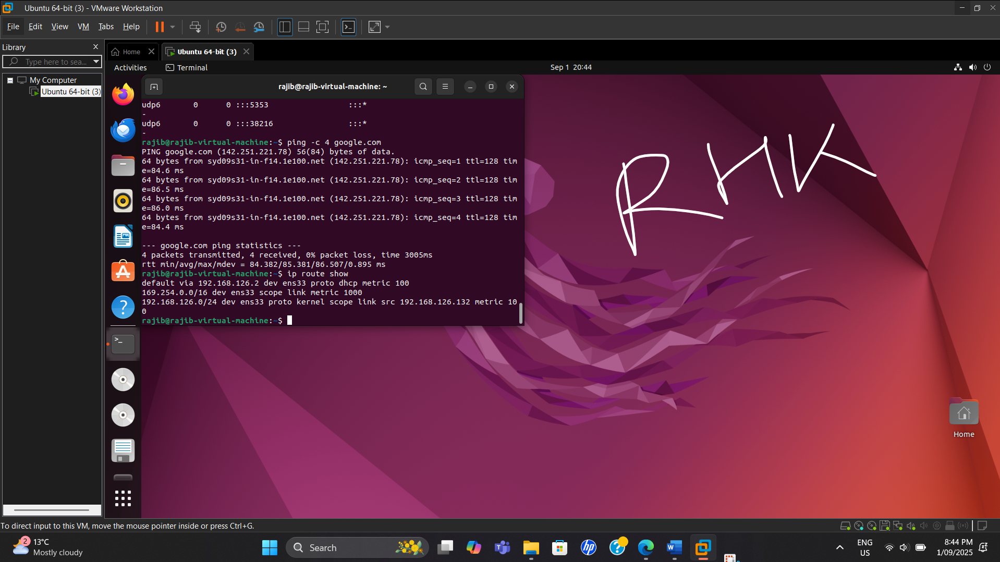 Ubuntu 64-bit (3) - VMware Workstation
File Edit View VM Tabs Help
Library
Type here to sea...
My Computer
Ubuntu 64-bit (3)
Home
Ubuntu 64-bit (3)
Activities
Terminal
Sep 1 20:44
rajib@rajib-virtual-machine: ~
udp6 0 0 :::5353 :::*
-
udp6 0 0 :::38216 :::*
-
rajib@rajib-virtual-machine:~$ ping -c 4 google.com
PING google.com (142.251.221.78) 56(84) bytes of data.
64 bytes from syd09s31-in-f14.1e100.net (142.251.221.78): icmp_seq=1 ttl=128 tim
e=84.6 ms
64 bytes from syd09s31-in-f14.1e100.net (142.251.221.78): icmp_seq=2 ttl=128 tim
e=86.5 ms
64 bytes from syd09s31-in-f14.1e100.net (142.251.221.78): icmp_seq=3 ttl=128 tim
e=86.0 ms
64 bytes from syd09s31-in-f14.1e100.net (142.251.221.78): icmp_seq=4 ttl=128 tim
e=84.4 ms
--- google.com ping statistics ---
4 packets transmitted, 4 received, 0% packet loss, time 3005ms
rtt min/avg/max/mdev = 84.382/85.381/86.507/0.895 ms
rajib@rajib-virtual-machine:~$ ip route show
default via 192.168.126.2 dev ens33 proto dhcp metric 100
169.254.0.0/16 dev ens33 scope link metric 1000
192.168.126.0/24 dev ens33 proto kernel scope link src 192.168.126.132 metric 10
0
rajib@rajib-virtual-machine:~$
RHK
Home
To direct input to this VM, move the mouse pointer inside or press Ctrl+G.
2
13°C
Mostly cloudy
Search
hp
W
ENG
US
8:44 PM
1/09/2025